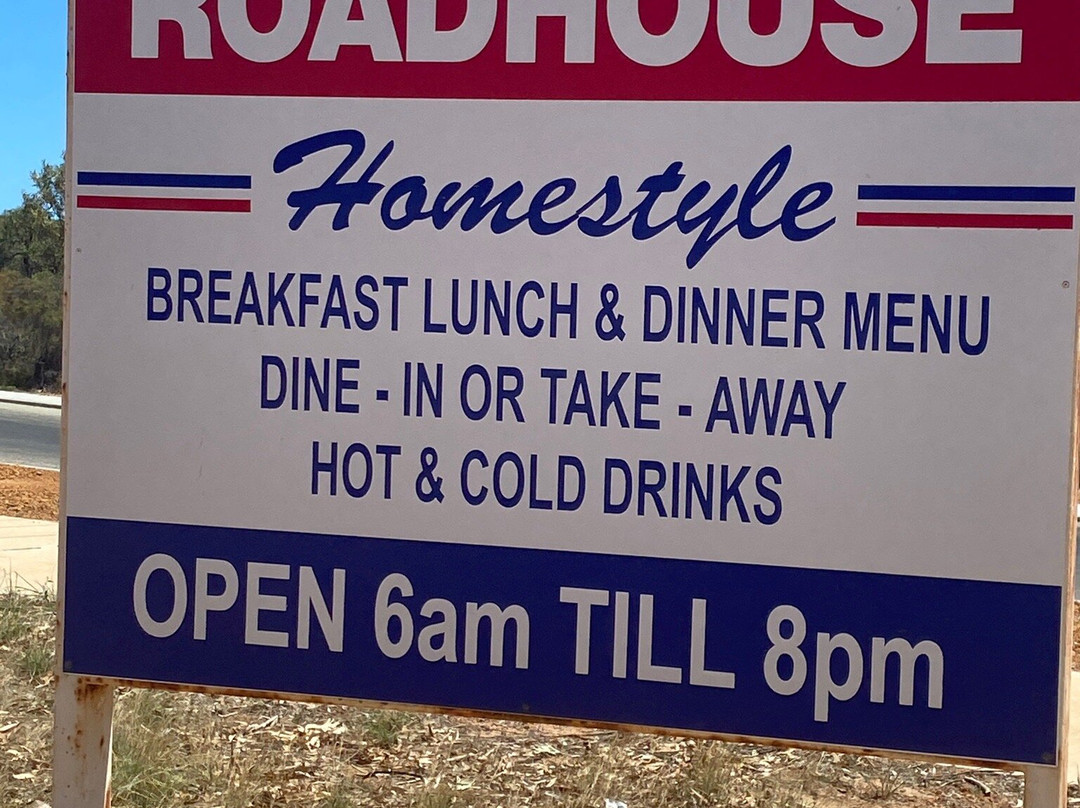 ROADHOUSE
Homestyle
BREAKFAST LUNCH & DINNER MENU
DINE - IN OR TAKE - AWAY
HOT & COLD DRINKS
OPEN 6am TILL 8pm